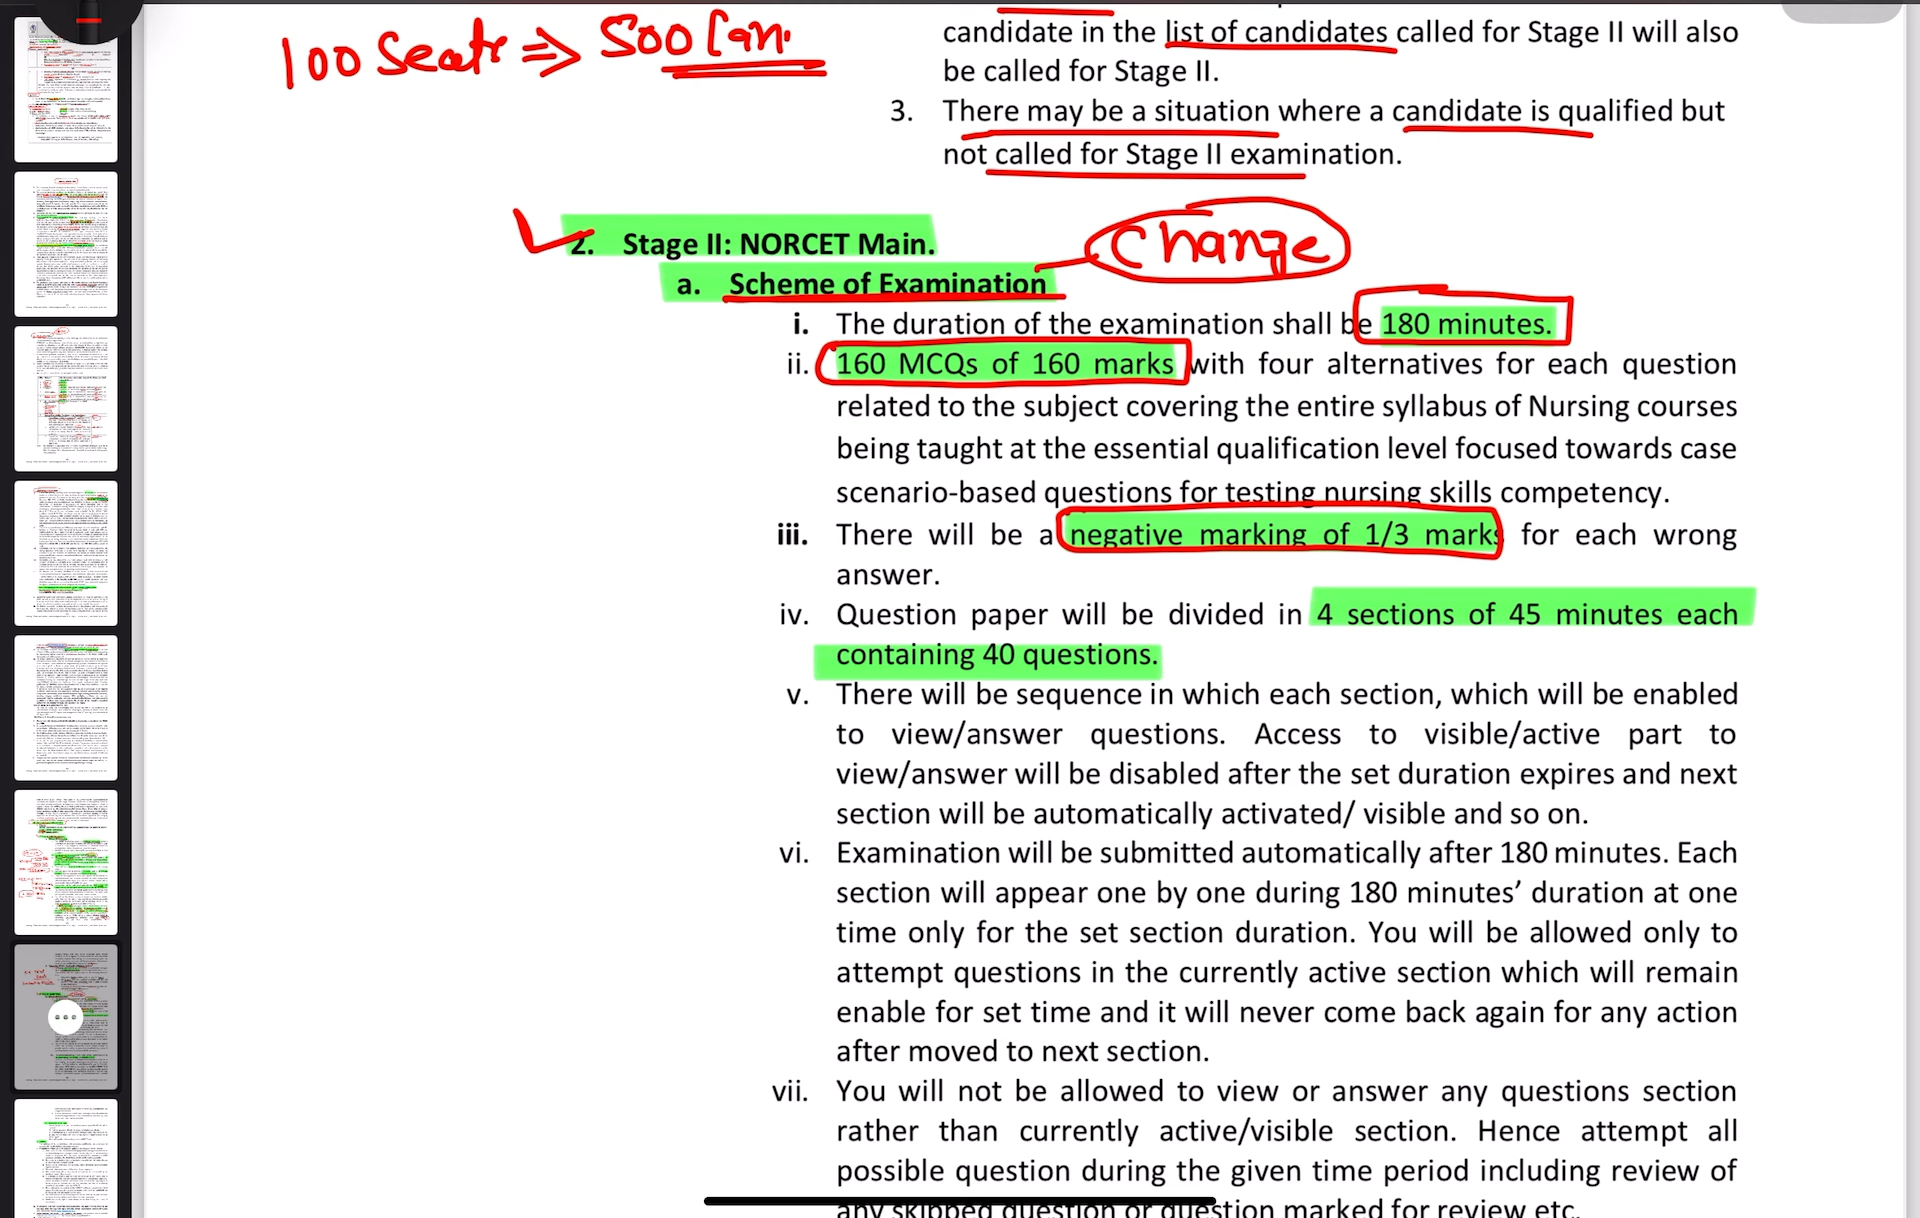 100 Seats => 500 Can.
candidate in the list of candidates called for Stage II will also
be called for Stage II.
3. There may be a situation where a candidate is qualified but
not called for Stage II examination.
2. Stage II: NORCET Main.
Change
a. Scheme of Examination
i. The duration of the examination shall be 180 minutes.
ii. 160 MCQs of 160 marks with four alternatives for each question
related to the subject covering the entire syllabus of Nursing courses
being taught at the essential qualification level focused towards case
scenario-based questions for testing nursing skills competency.
iii. There will be a negative marking of 1/3 marks for each wrong
answer.
iv. Question paper will be divided in 4 sections of 45 minutes each
containing 40 questions.
v. There will be sequence in which each section, which will be enabled
to view/answer questions. Access to visible/active part to
view/answer will be disabled after the set duration expires and next
section will be automatically activated/ visible and so on.
vi. Examination will be submitted automatically after 180 minutes. Each
section will appear one by one during 180 minutes’ duration at one
time only for the set section duration. You will be allowed only to
attempt questions in the currently active section which will remain
enable for set time and it will never come back again for any action
after moved to next section.
vii. You will not be allowed to view or answer any questions section
rather than currently active/visible section. Hence attempt all
possible question during the given time period including review of
any skipped question or question marked for review etc.